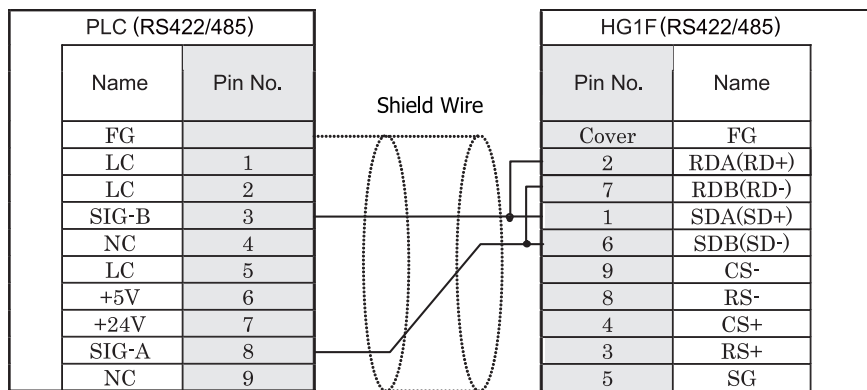 PLC (RS422/485) HG1F(RS422/485)
Name Pin No. Shield Wire Pin No. Name
FG Cover FG
LC 1 2 RDA(RD+)
LC 2 7 RDB(RD-)
SIG-B 3 1 SDA(SD+)
NC 4 6 SDB(SD-)
LC 5 9 CS-
+5V 6 8 RS-
+24V 7 4 CS+
SIG-A 8 3 RS+
NC 9 5 SG